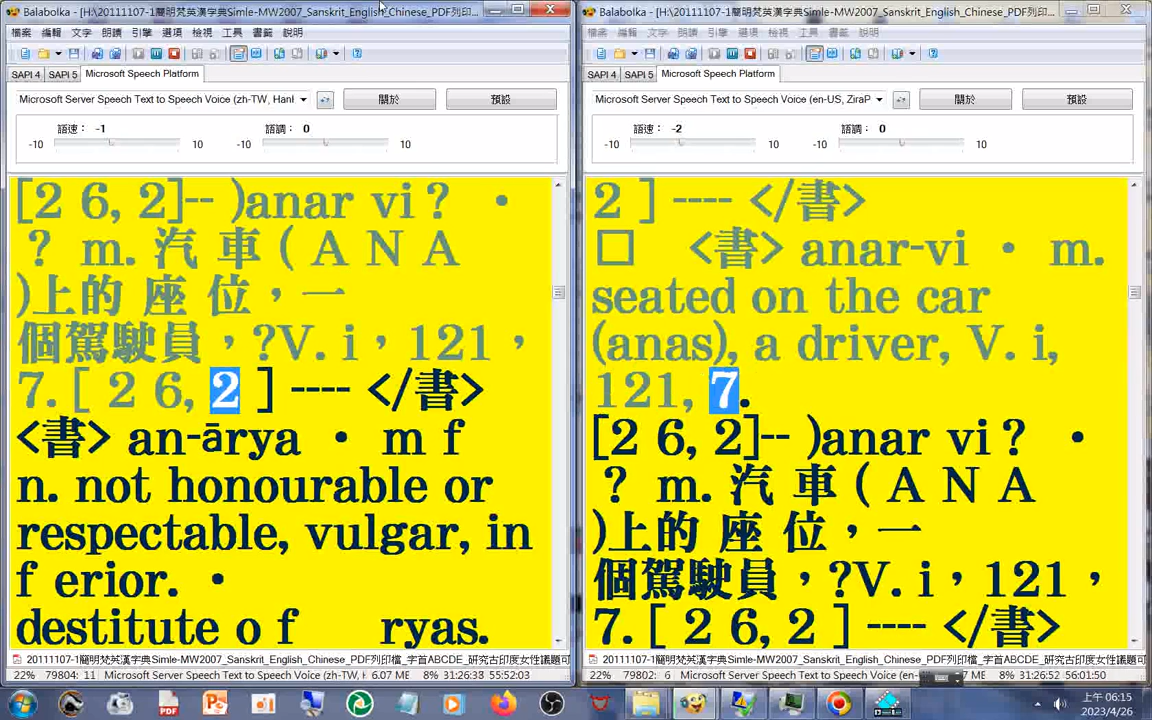 Balabolka - [H:\20111107-1簡明梵英漢字典Simle-MW2007_Sanskrit_English_Chinese_PDF列印...
檔案 編輯 文字 朗讀 引擎 選項 檢視 工具 書籤 說明
SAPI 4 SAPI 5 Microsoft Speech Platform
Microsoft Server Speech Text to Speech Voice (zh-TW, HanI
關於 預設
語速： -1 語調： 0
-10 10 -10 10
[2 6, 2]-- )anar vi？ •
？ m. 汽 車 ( A N A
)上的 座 位，一
個駕駛員，?V. i，121，
7. [ 2 6, 2 ] ---- </書>
<書> an-ārya • m f
n. not honourable or
respectable, vulgar, in
f erior. •
destitute o f ryas.
20111107-1簡明梵英漢字典Simle-MW2007_Sanskrit_English_Chinese_PDF列印檔_字首ABCDE_研究古印度女性議題可
22% 79804: 11 Microsoft Server Speech Text to Speech Voice (zh-TW, H 6.07 ME 8% 31:26:38 55:52:03
Balabolka - [H:\20111107-1簡明梵英漢字典Simle-MW2007_Sanskrit_English_Chinese_PDF列印...
檔案 編輯 文字 朗讀 引擎 選項 檢視 工具 書籤 說明
SAPI 4 SAPI 5 Microsoft Speech Platform
Microsoft Server Speech Text to Speech Voice (en-US, ZiraP
關於 預設
語速： -2 語調： 0
-10 10 -10 10
2 ] ---- </書>
□ <書> anar-vi • m.
seated on the car
(anas), a driver, V. i,
121, 7.
[2 6, 2]-- )anar vi？ •
？ m. 汽 車 ( A N A
)上的 座 位，一
個駕駛員，?V. i，121，
7. [ 2 6, 2 ] ---- </書>
20111107-1簡明梵英漢字典Simle-MW2007_Sanskrit_English_Chinese_PDF列印檔_字首ABCDE_研究古印度女性議題可
22% 79802: 6 Microsoft Server Speech Text to Speech Voice (en-US, ME 8% 31:26:52 56:01:50
上午 06:15
2023/4/26